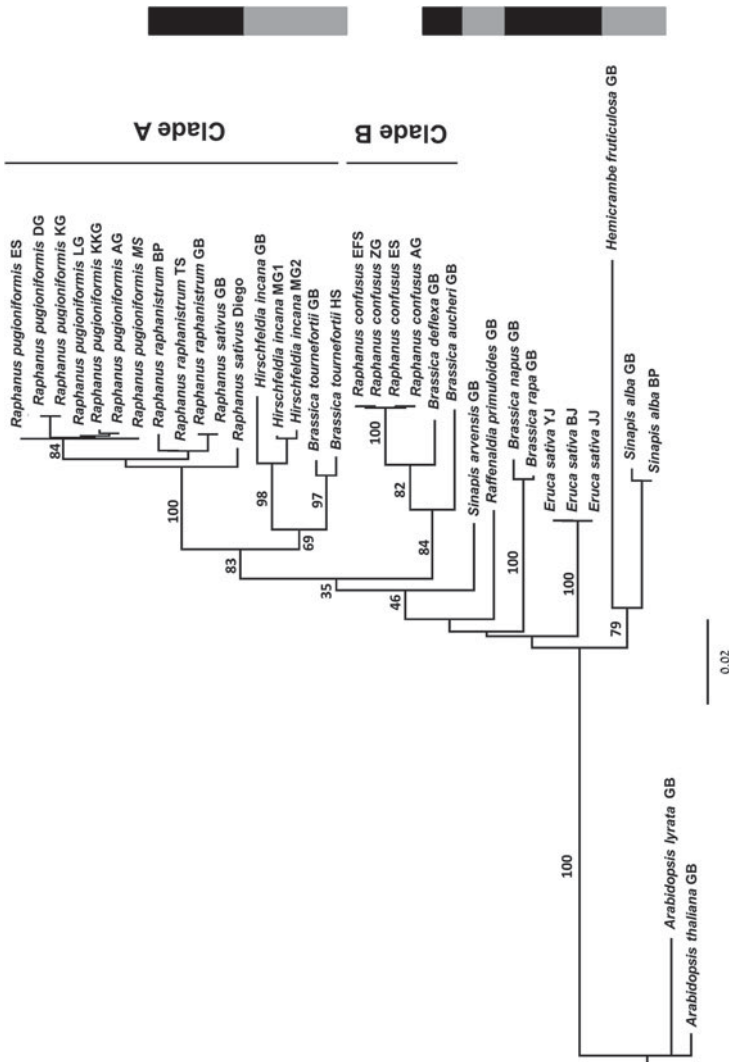 Clade A
Clade B
Raphanus pugioniformis ES
Raphanus pugioniformis DG
Raphanus pugioniformis KG
Raphanus pugioniformis LG
Raphanus pugioniformis KKG
Raphanus pugioniformis AG
Raphanus pugioniformis MS
Raphanus raphanistrum BP
Raphanus raphanistrum TS
Raphanus raphanistrum GB
Raphanus sativus GB
Raphanus sativus Diego
Hirschfeldia incana GB
Hirschfeldia incana MG1
Hirschfeldia incana MG2
Brassica tournefortii GB
Brassica tournefortii HS
Raphanus confusus EFS
Raphanus confusus ZG
Raphanus confusus ES
Raphanus confusus AG
Brassica deflexa GB
Brassica aucheri GB
Sinapis arvensis GB
Raffenaldia primuloides GB
Brassica napus GB
Brassica rapa GB
Eruca sativa YJ
Eruca sativa BJ
Eruca sativa JJ
Hemicrambe fruticulosa GB
Sinapis alba GB
Sinapis alba BP
Arabidopsis lyrata GB
Arabidopsis thaliana GB
84
100
98
97
69
83
100
82
84
35
46
100
100
79
100
0.02